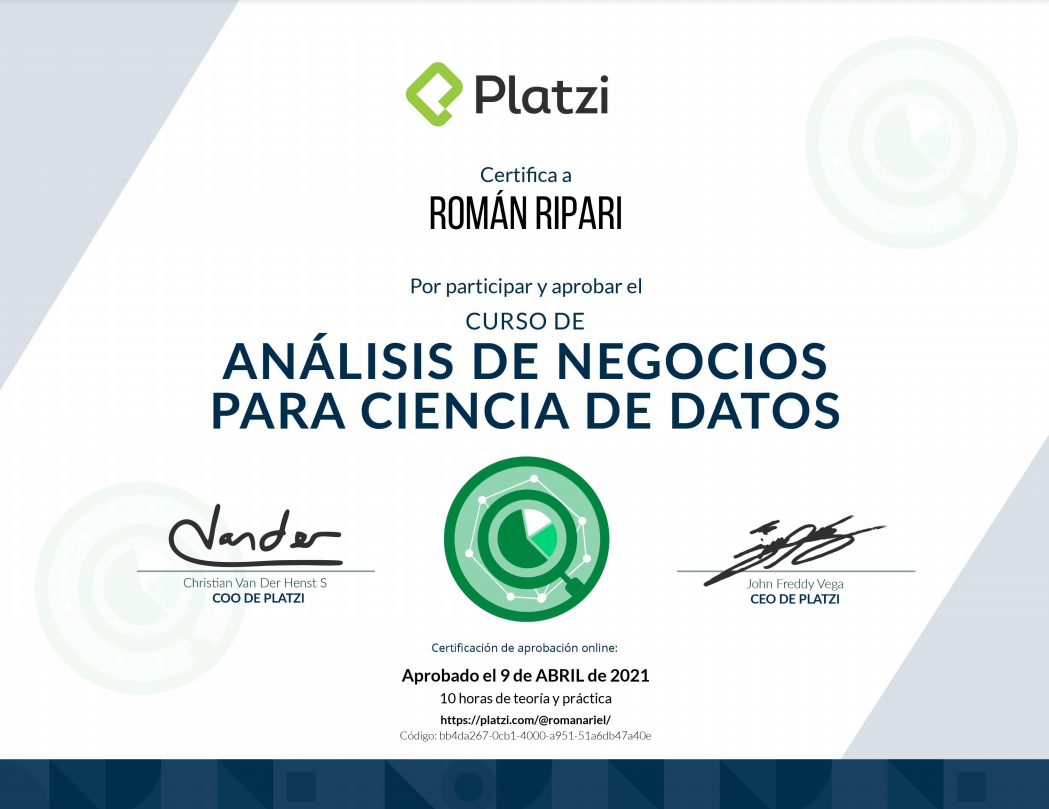 Platzi
Certifica a
ROMÁN RIPARI
Por participar y aprobar el
CURSO DE
ANÁLISIS DE NEGOCIOS
PARA CIENCIA DE DATOS
Vander
Christian Van Der Henst S
COO DE PLATZI
John Freddy Vega
CEO DE PLATZI
Certificación de aprobación online:
Aprobado el 9 de ABRIL de 2021
10 horas de teoría y práctica
https://platzi.com/@romanariel/
Código: bb4da267-0cb1-4000-a951-51a6db47a40e